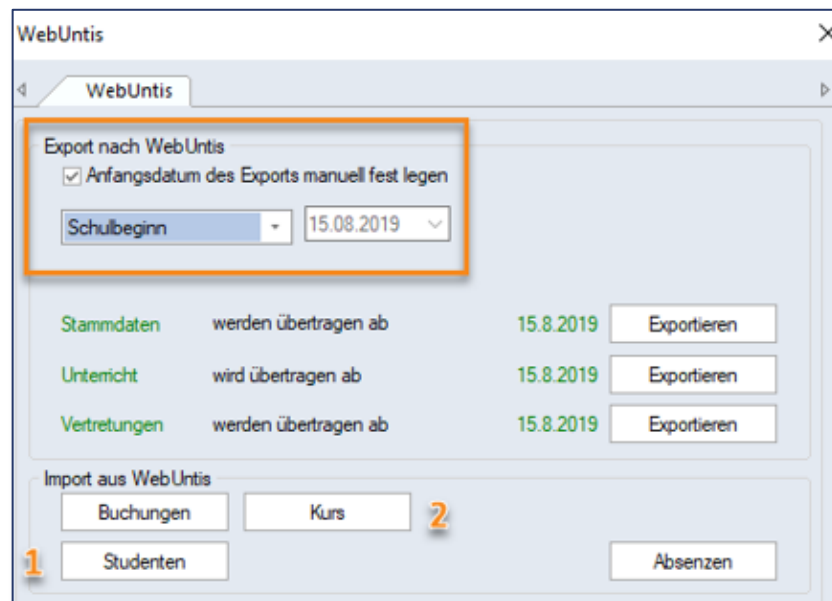 WebUntis
WebUntis
Export nach WebUntis
Anfangsdatum des Exports manuell fest legen
Schulbeginn 15.08.2019
Stammdaten werden übertragen ab 15.8.2019 Exportieren
Unterricht wird übertragen ab 15.8.2019 Exportieren
Vertretungen werden übertragen ab 15.8.2019 Exportieren
Import aus WebUntis
Buchungen Kurs 2
1 Studenten Absenzen